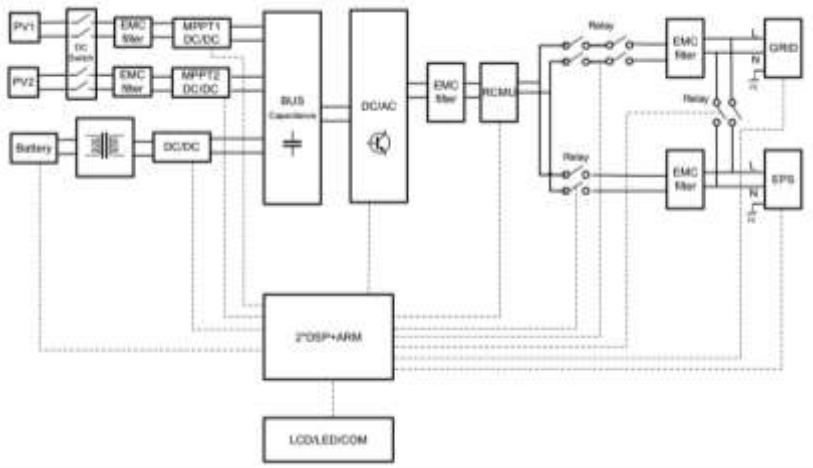 PV1
DC
Switch
EMC
filter
MPPT1
DC/DC
PV2
EMC
filter
MPPT2
DC/DC
Battery
DC/DC
BUS
Capacitance
DC/AC
EMC
filter
RCMU
Relay
EMC
filter
L
N
GRID
Relay
Relay
EMC
filter
L
N
EPS
2*DSP+ARM
LCD/LED/COM